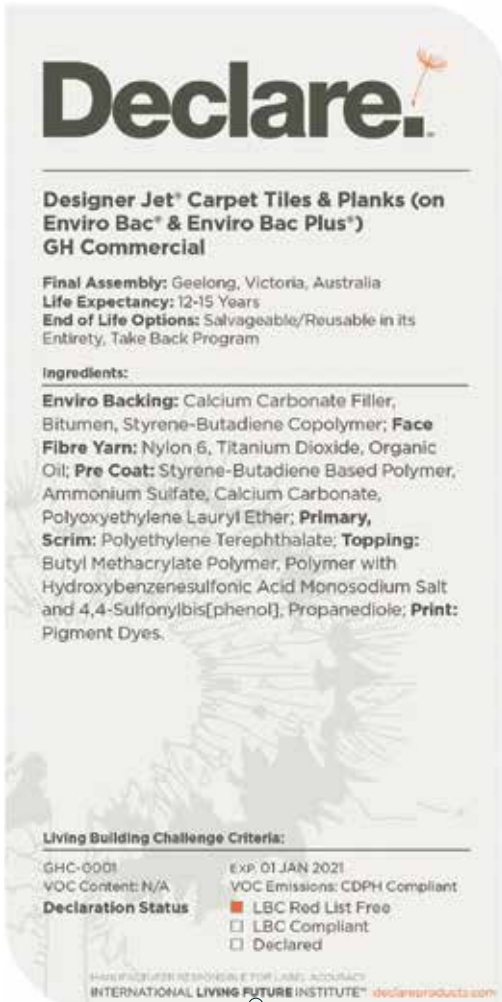 Declare.
Designer Jet® Carpet Tiles & Planks (on
Enviro Bac® & Enviro Bac Plus®)
GH Commercial
Final Assembly: Geelong, Victoria, Australia
Life Expectancy: 12-15 Years
End of Life Options: Salvageable/Reusable in its
Entirety, Take Back Program
Ingredients:
Enviro Backing: Calcium Carbonate Filler,
Bitumen, Styrene-Butadiene Copolymer; Face
Fibre Yarn: Nylon 6, Titanium Dioxide, Organic
Oil; Pre Coat: Styrene-Butadiene Based Polymer,
Ammonium Sulfate, Calcium Carbonate,
Polyoxyethylene Lauryl Ether; Primary,
Scrim: Polyethylene Terephthalate; Topping:
Butyl Methacrylate Polymer, Polymer with
Hydroxybenzenesulfonic Acid Monosodium Salt
and 4,4-Sulfonylbis[phenol], Propanediole; Print:
Pigment Dyes.
Living Building Challenge Criteria:
GHC-0001 EXP. 01 JAN 2021
VOC Content: N/A VOC Emissions: CDPH Compliant
Declaration Status ■ LBC Red List Free
□ LBC Compliant
□ Declared
MANUFACTURER RESPONSIBLE FOR LABEL ACCURACY
INTERNATIONAL LIVING FUTURE INSTITUTE™ declareproducts.com